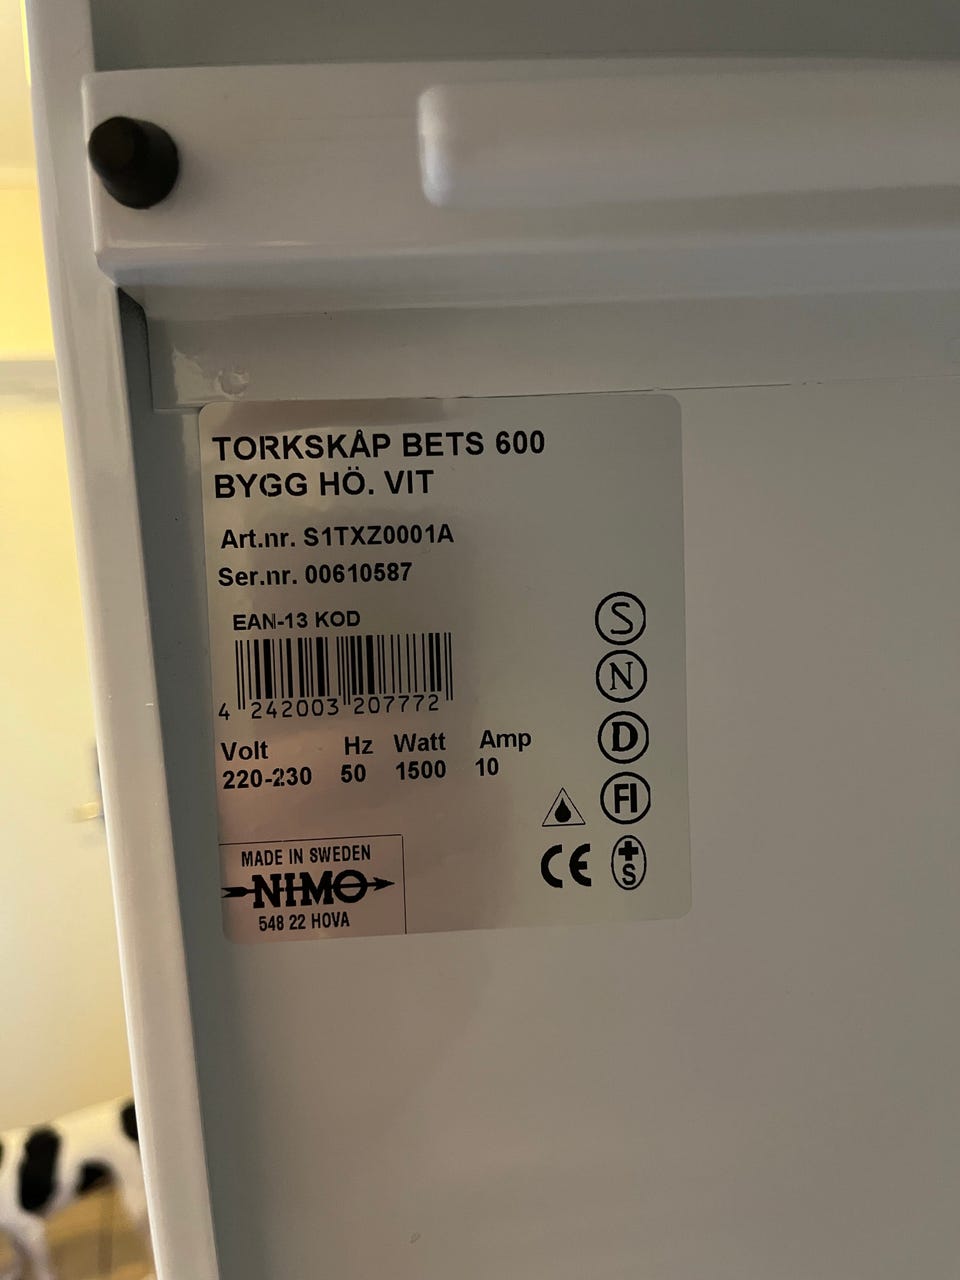 TORKSKÅP BETS 600
BYGG HÖ. VIT
Art.nr. S1TXZ0001A
Ser.nr. 00610587
EAN-13 KOD
4 242003 207772
Volt Hz Watt Amp
220-230 50 1500 10
S
N
D
FI
CE +S
MADE IN SWEDEN
NIMO
548 22 HOVA